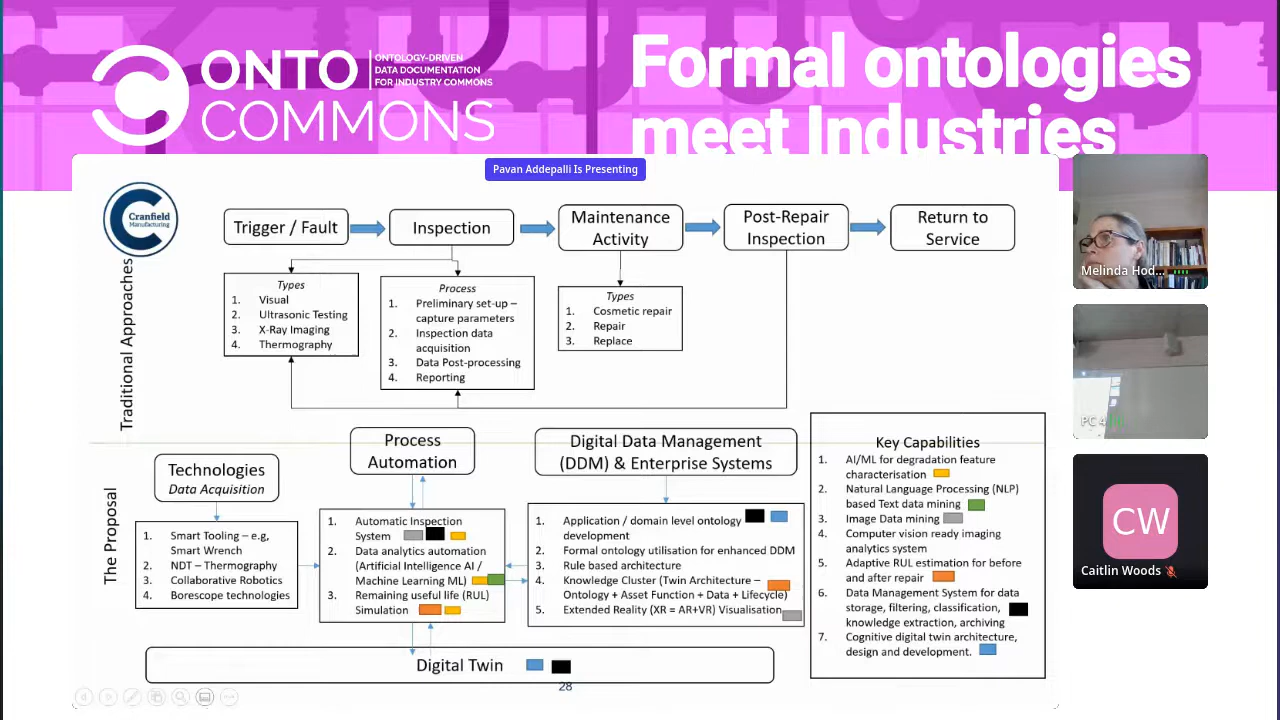 ONTO
COMMONS
ONTOLOGY-DRIVEN
DATA DOCUMENTATION
FOR INDUSTRY COMMONS
Formal ontologies
meet Industries
Pavan Addepalli Is Presenting
Cranfield
Manufacturing
Traditional Approaches
Trigger / Fault
Inspection
Maintenance
Activity
Post-Repair
Inspection
Return to
Service
Types
1. Visual
2. Ultrasonic Testing
3. X-Ray Imaging
4. Thermography
Process
1. Preliminary set-up –
capture parameters
2. Inspection data
acquisition
3. Data Post-processing
4. Reporting
Types
1. Cosmetic repair
2. Repair
3. Replace
The Proposal
Technologies
Data Acquisition
1. Smart Tooling – e.g,
Smart Wrench
2. NDT – Thermography
3. Collaborative Robotics
4. Borescope technologies
Process
Automation
1. Automatic Inspection
System
2. Data analytics automation
(Artificial Intelligence AI /
Machine Learning ML)
3. Remaining useful life (RUL)
Simulation
Digital Data Management
(DDM) & Enterprise Systems
1. Application / domain level ontology
development
2. Formal ontology utilisation for enhanced DDM
3. Rule based architecture
4. Knowledge Cluster (Twin Architecture –
Ontology + Asset Function + Data + Lifecycle)
5. Extended Reality (XR = AR+VR) Visualisation
Key Capabilities
1. AI/ML for degradation feature
characterisation
2. Natural Language Processing (NLP)
based Text data mining
3. Image Data mining
4. Computer vision ready imaging
analytics system
5. Adaptive RUL estimation for before
and after repair
6. Data Management System for data
storage, filtering, classification,
knowledge extraction, archiving
7. Cognitive digital twin architecture,
design and development.
Digital Twin
28
Melinda Hod...
PC 4
CW
Caitlin Woods